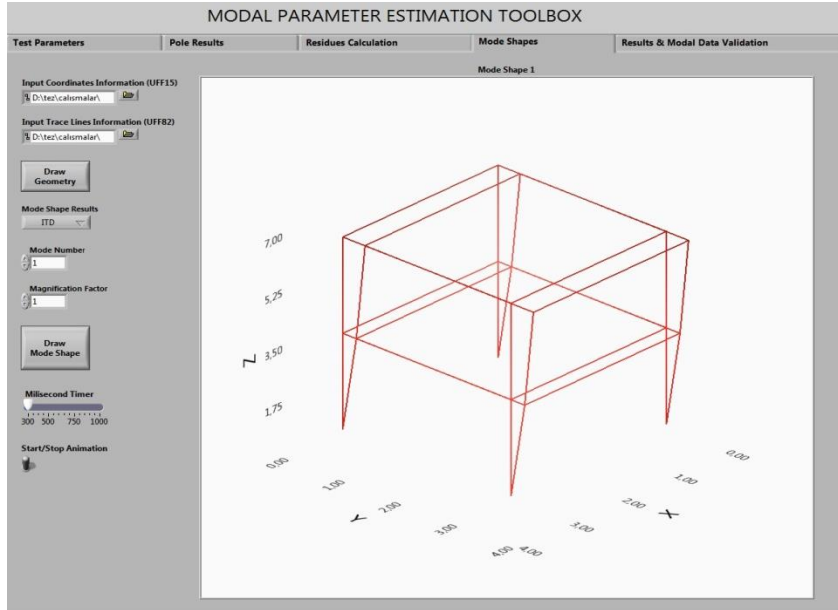 MODAL PARAMETER ESTIMATION TOOLBOX
Test Parameters
Pole Results
Residues Calculation
Mode Shapes
Results & Modal Data Validation
Mode Shape 1
Input Coordinates Information (UFF15)
D:\tez\calısmalar\
Input Trace Lines Information (UFF82)
D:\tez\calısmalar\
Draw
Geometry
Mode Shape Results
ITD
Mode Number
1
Magnification Factor
1
Draw
Mode Shape
Milisecond Timer
300 500 750 1000
Start/Stop Animation
7,00
5,25
3,50
1,75
0,00
Z
1,00
2,00
3,00
4,00
Y
4,00
3,00
2,00
1,00
0,00
X